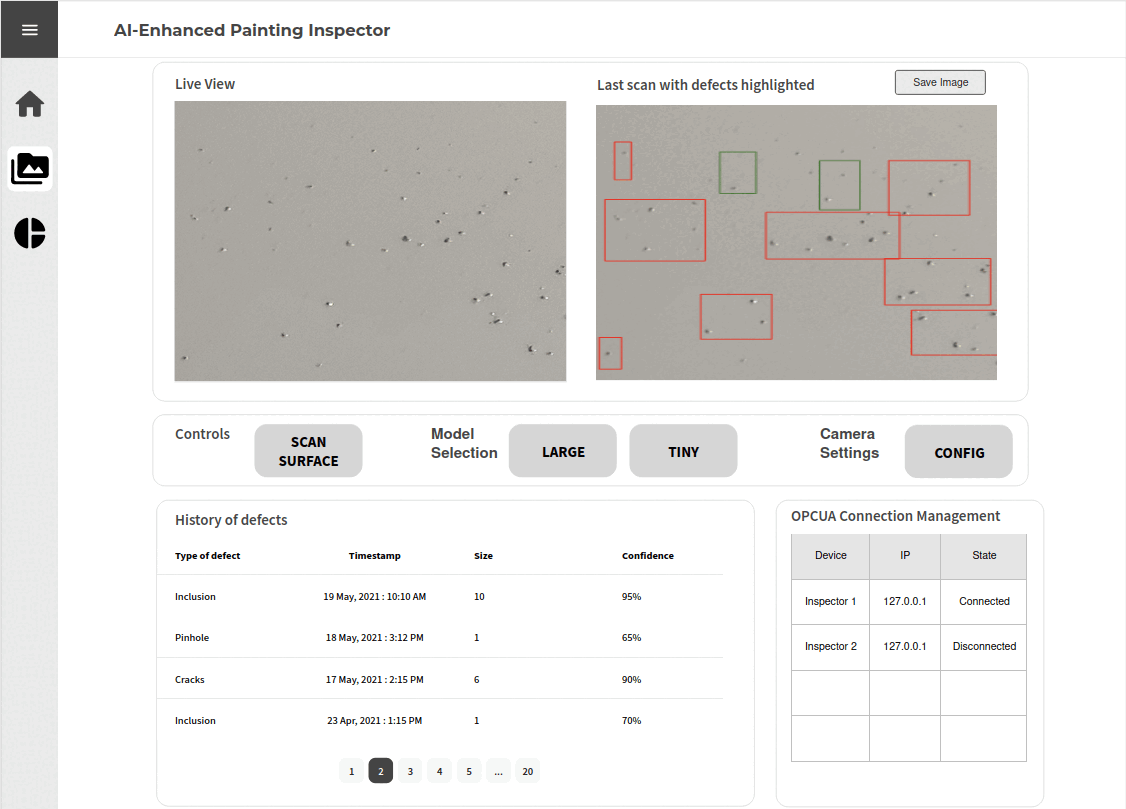 AI-Enhanced Painting Inspector
Live View
Last scan with defects highlighted
Save Image
Controls
SCAN
SURFACE
Model
Selection
LARGE
TINY
Camera
Settings
CONFIG
History of defects
Type of defect Timestamp Size Confidence
Inclusion 19 May, 2021 : 10:10 AM 10 95%
Pinhole 18 May, 2021 : 3:12 PM 1 65%
Cracks 17 May, 2021 : 2:15 PM 6 90%
Inclusion 23 Apr, 2021 : 1:15 PM 1 70%
1 2 3 4 5 ... 20
OPCUA Connection Management
Device IP State
Inspector 1 127.0.0.1 Connected
Inspector 2 127.0.0.1 Disconnected